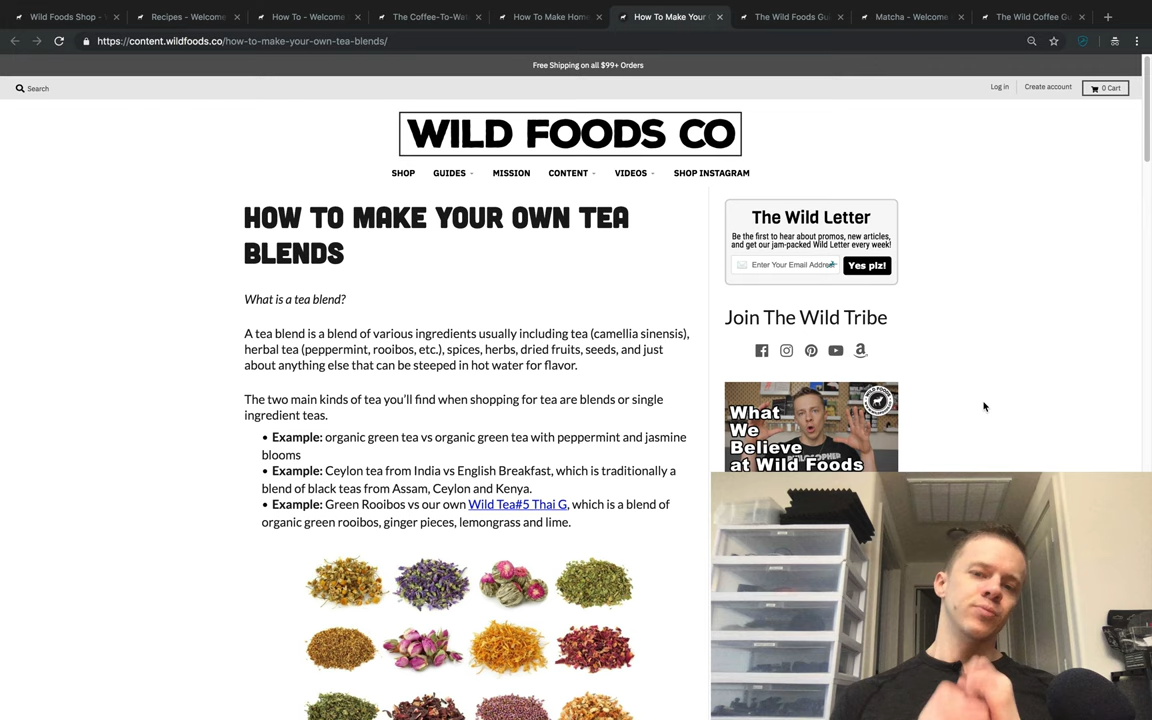 Wild Foods Shop -
Recipes - Welcome
How To - Welcome
The Coffee-To-Wat
How To Make Home
How To Make Your
The Wild Foods Gu
Matcha - Welcome
The Wild Coffee Gu
https://content.wildfoods.co/how-to-make-your-own-tea-blends/
Free Shipping on all $99+ Orders
Search
Log in
Create account
0 Cart
WILD FOODS CO
SHOP GUIDES MISSION CONTENT VIDEOS SHOP INSTAGRAM
HOW TO MAKE YOUR OWN TEA
BLENDS
What is a tea blend?
A tea blend is a blend of various ingredients usually including tea (camellia sinensis),
herbal tea (peppermint, rooibos, etc.), spices, herbs, dried fruits, seeds, and just
about anything else that can be steeped in hot water for flavor.
The two main kinds of tea you'll find when shopping for tea are blends or single
ingredient teas.
• Example: organic green tea vs organic green tea with peppermint and jasmine
blooms
• Example: Ceylon tea from India vs English Breakfast, which is traditionally a
blend of black teas from Assam, Ceylon and Kenya.
• Example: Green Rooibos vs our own Wild Tea#5 Thai G, which is a blend of
organic green rooibos, ginger pieces, lemongrass and lime.
The Wild Letter
Be the first to hear about promos, new articles,
and get our jam-packed Wild Letter every week!
Enter Your Email Address
Yes plz!
Join The Wild Tribe
What
We
Believe
at Wild Foods